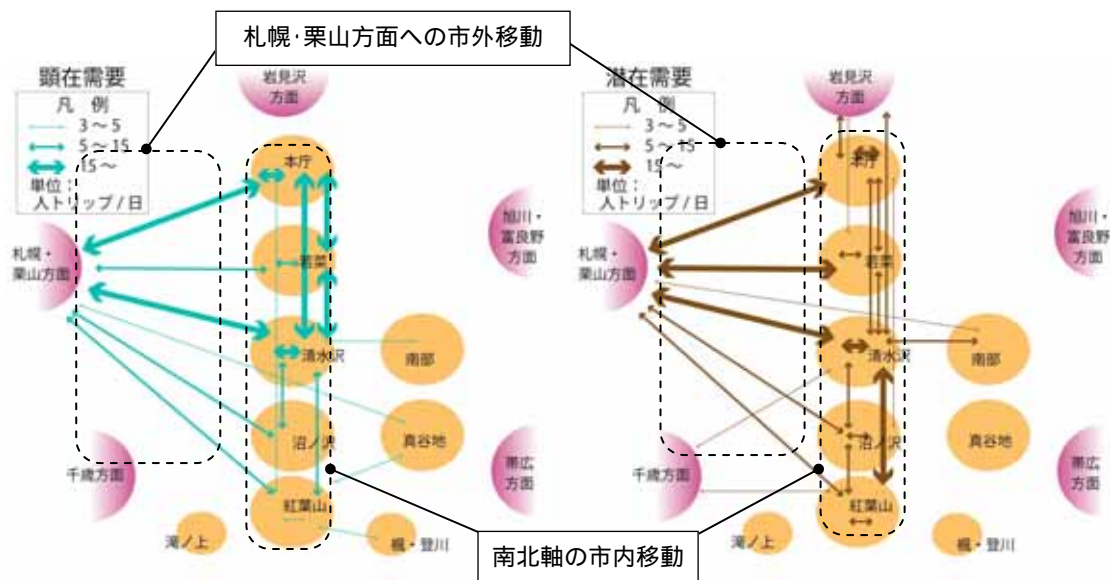 札幌・栗山方面への市外移動
顕在需要
凡 例
3～5
5～15
15～
単位：
人トリップ/日
岩見沢
方面
本庁
若菜
清水沢
沼ノ沢
紅葉山
南部
真谷地
滝ノ上
楓・登川
札幌・
栗山方面
千歳方面
旭川・
富良野
方面
帯広
方面
潜在需要
凡 例
3～5
5～15
15～
単位：
人トリップ/日
岩見沢
方面
本庁
若菜
清水沢
沼ノ沢
紅葉山
南部
真谷地
滝ノ上
楓・登川
札幌・
栗山方面
千歳方面
旭川・
富良野
方面
帯広
方面
南北軸の市内移動